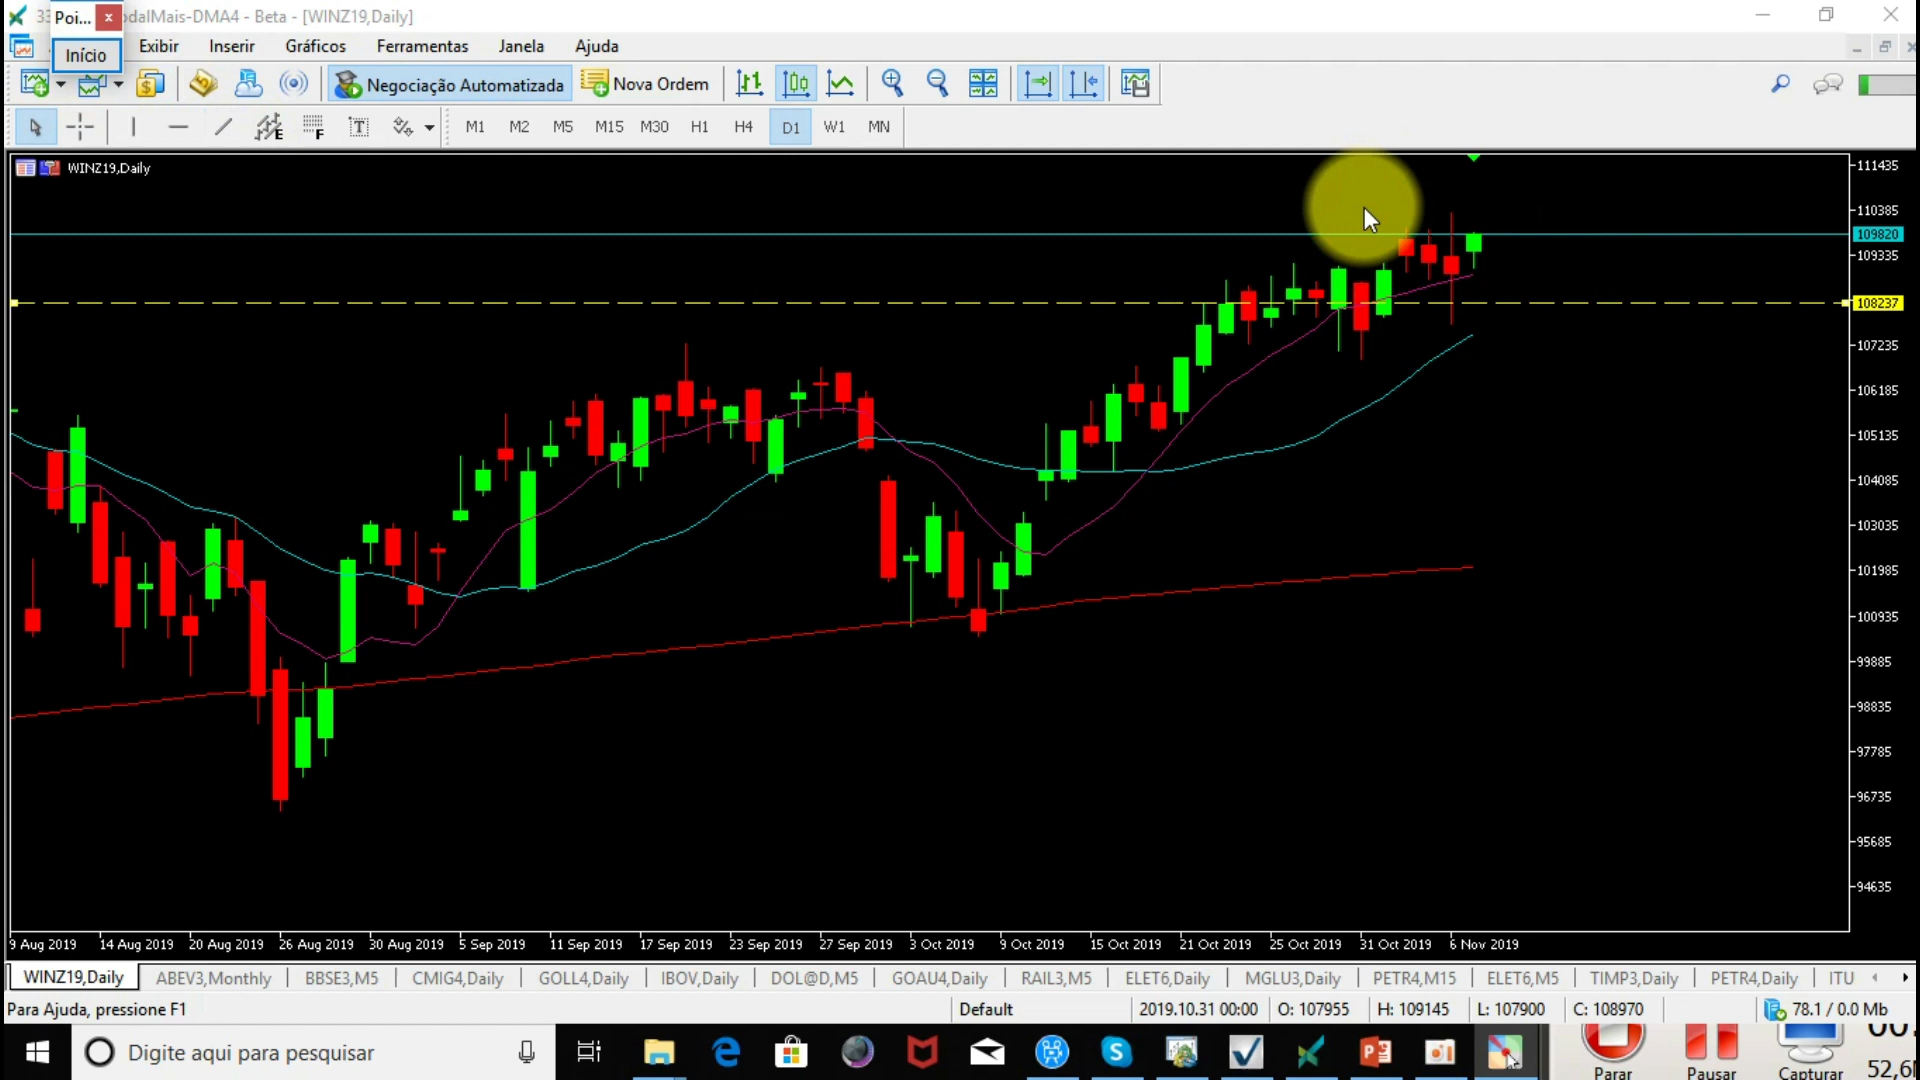 Poi... x
33 odalMais-DMA4 - Beta - [WINZ19,Daily]
Início Exibir Inserir Gráficos Ferramentas Janela Ajuda
Negociação Automatizada Nova Ordem
E F T M1 M2 M5 M15 M30 H1 H4 D1 W1 MN
WINZ19,Daily
111435
110385
109820
109335
108237
107235
106185
105135
104085
103035
101985
100935
99885
98835
97785
96735
95685
94635
9 Aug 2019 14 Aug 2019 20 Aug 2019 26 Aug 2019 30 Aug 2019 5 Sep 2019 11 Sep 2019 17 Sep 2019 23 Sep 2019 27 Sep 2019 3 Oct 2019 9 Oct 2019 15 Oct 2019 21 Oct 2019 25 Oct 2019 31 Oct 2019 6 Nov 2019
WINZ19,Daily ABEV3,Monthly BBSE3,M5 CMIG4,Daily GOLL4,Daily IBOV,Daily DOL@D,M5 GOAU4,Daily RAIL3,M5 ELET6,Daily MGLU3,Daily PETR4,M15 ELET6,M5 TIMP3,Daily PETR4,Daily ITU
Para Ajuda, pressione F1 Default 2019.10.31 00:00 O: 107955 H: 109145 L: 107900 C: 108970 78.1 / 0.0 Mb
Digite aqui para pesquisar
Parar Pausar Capturar 52,6